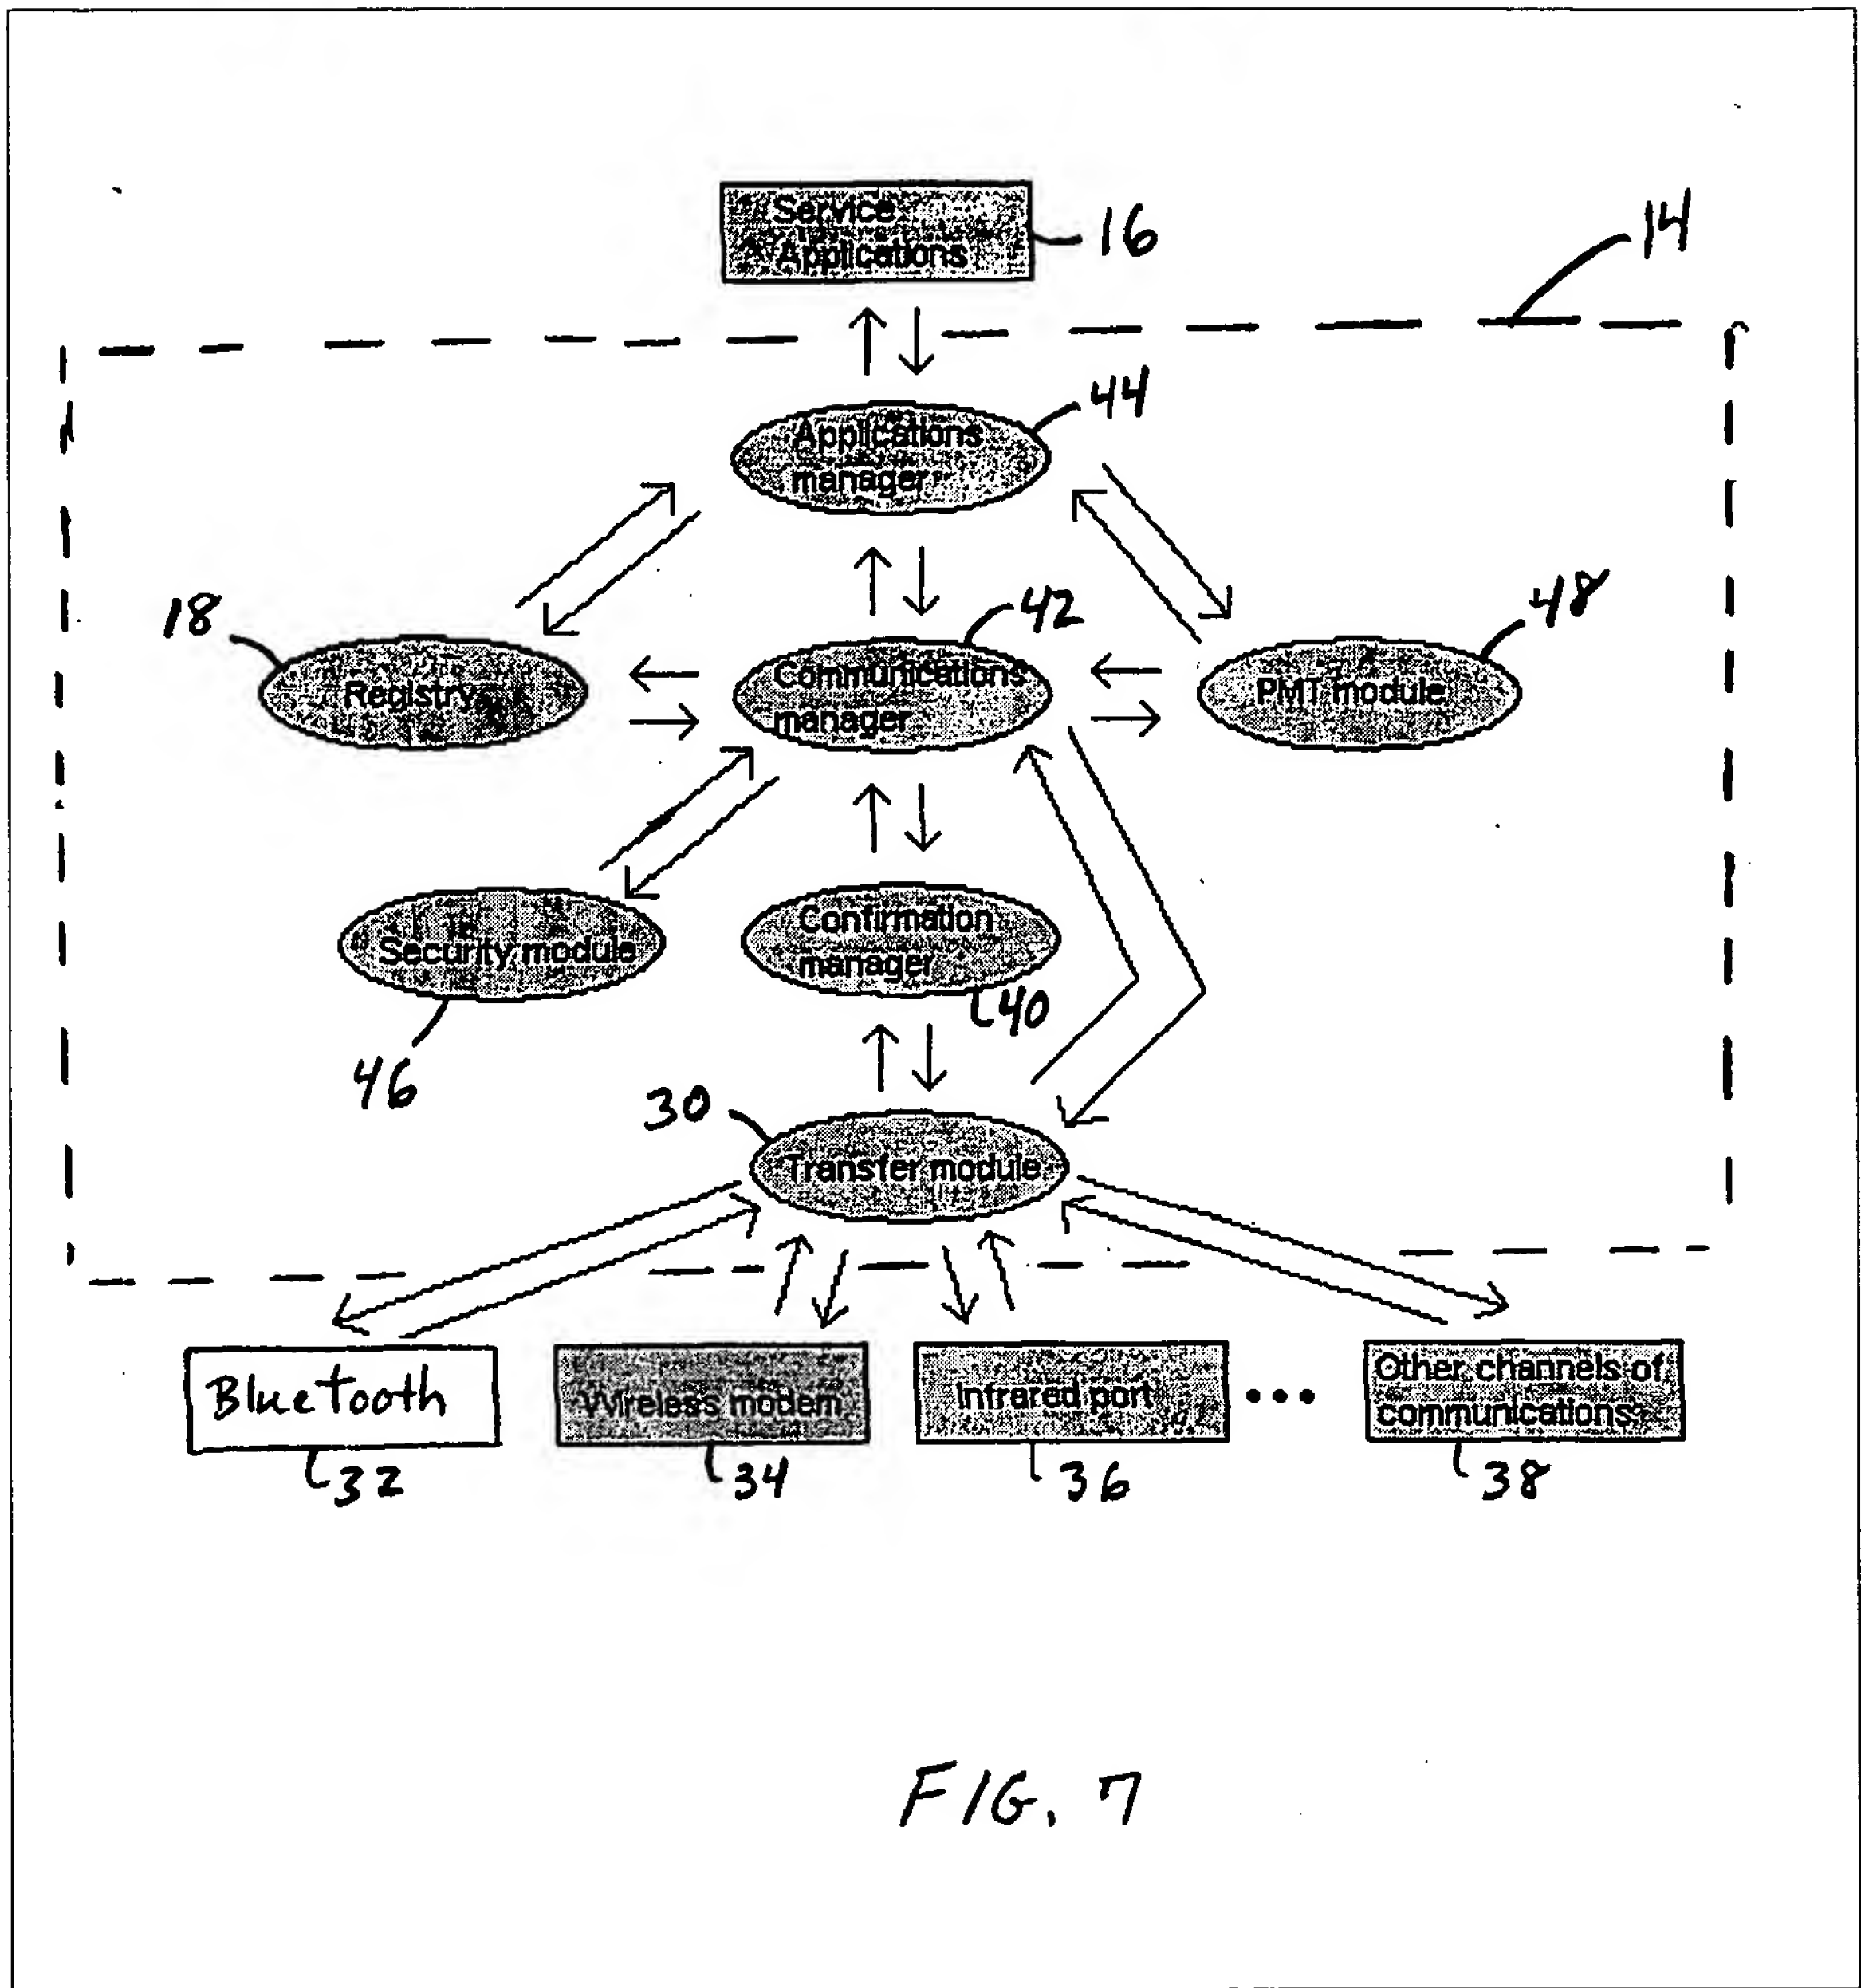 Service
Applications
16
14
44
Applications
manager
18
42
48
Registry
Communications
manager
PMT module
Security module
Confirmation
manager
40
46
30
Transfer module
Bluetooth
Wireless modem
Infrared port
•••
Other channels of
communications
32
34
36
38
FIG. 7